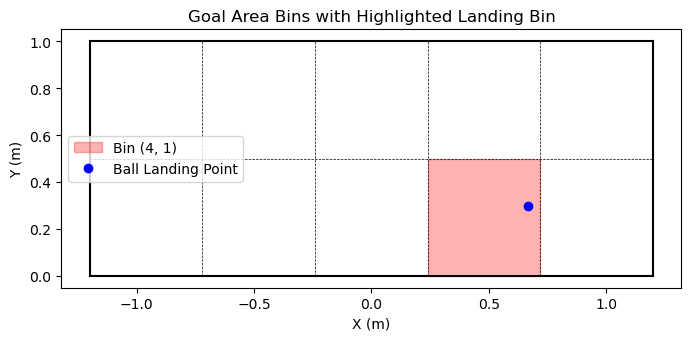 Goal Area Bins with Highlighted Landing Bin
1.0
0.8
0.6
0.4
0.2
0.0
Y (m)
Bin (4, 1)
Ball Landing Point
−1.0
−0.5
0.0
0.5
1.0
X (m)